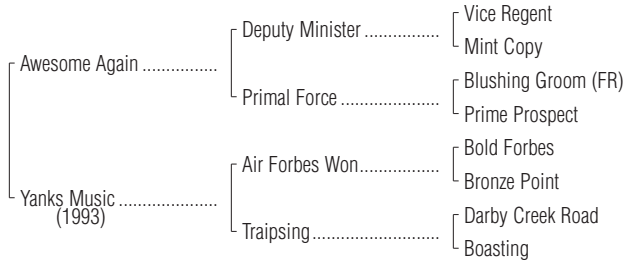 Vice Regent
Deputy Minister ..................
Mint Copy
Awesome Again .................
Blushing Groom (FR)
Primal Force .......................
Prime Prospect
Bold Forbes
Air Forbes Won...................
Bronze Point
Yanks Music ......................
(1993)
Darby Creek Road
Traipsing.............................
Boasting